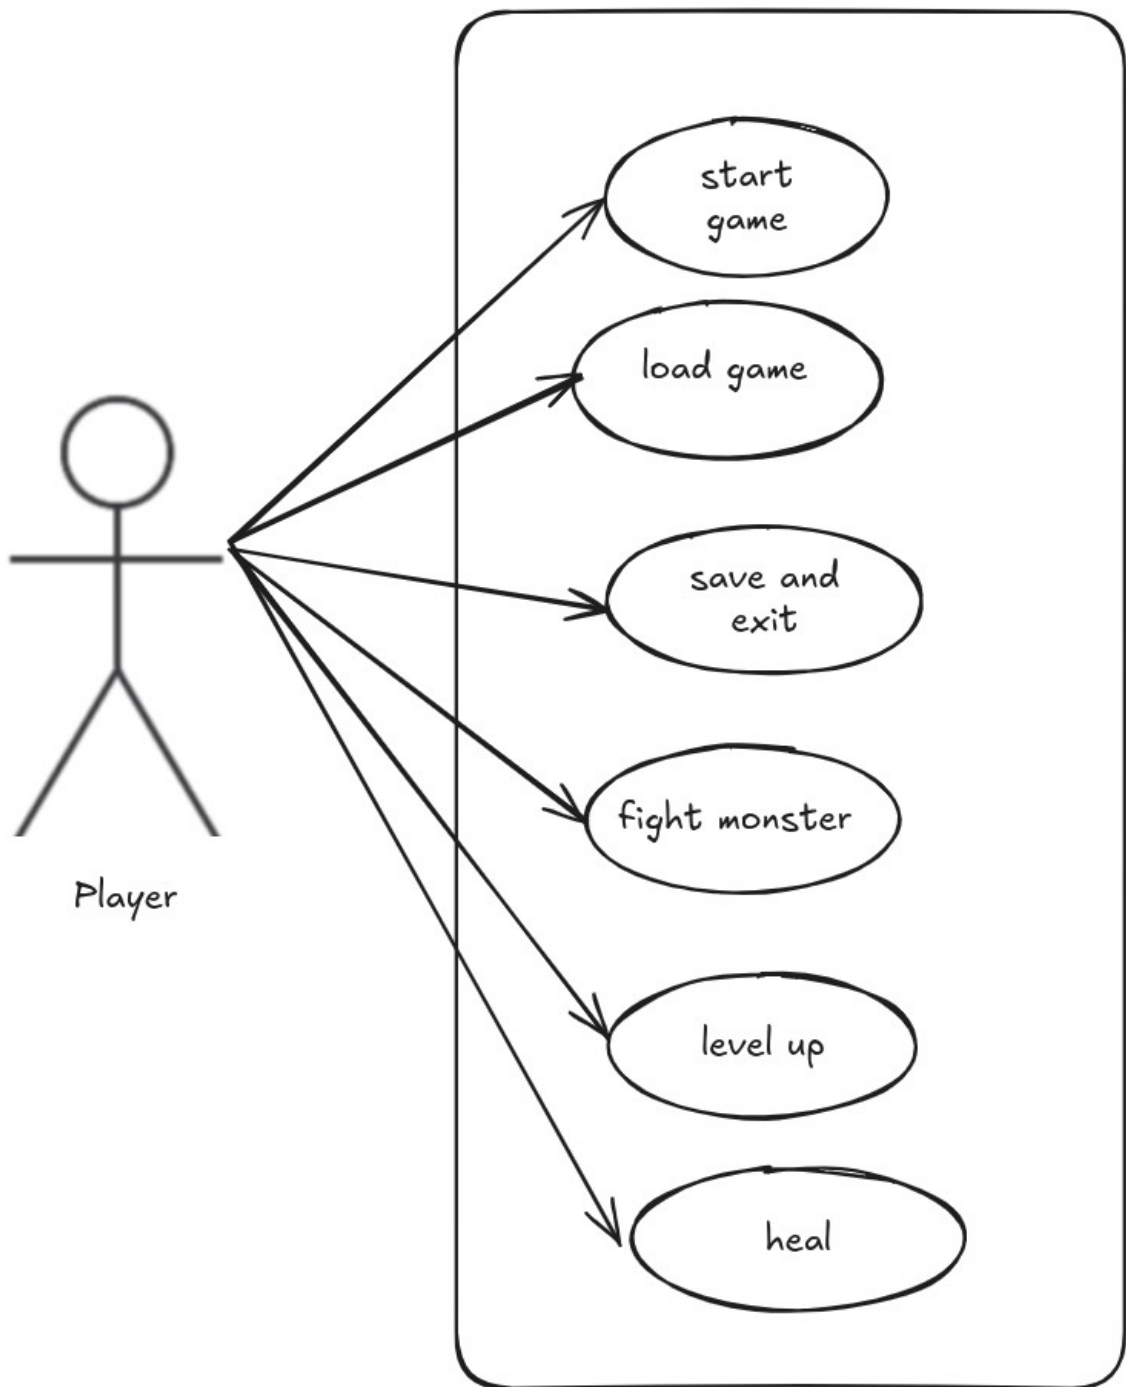 start
game
load game
save and
exit
fight monster
Player
level up
heal